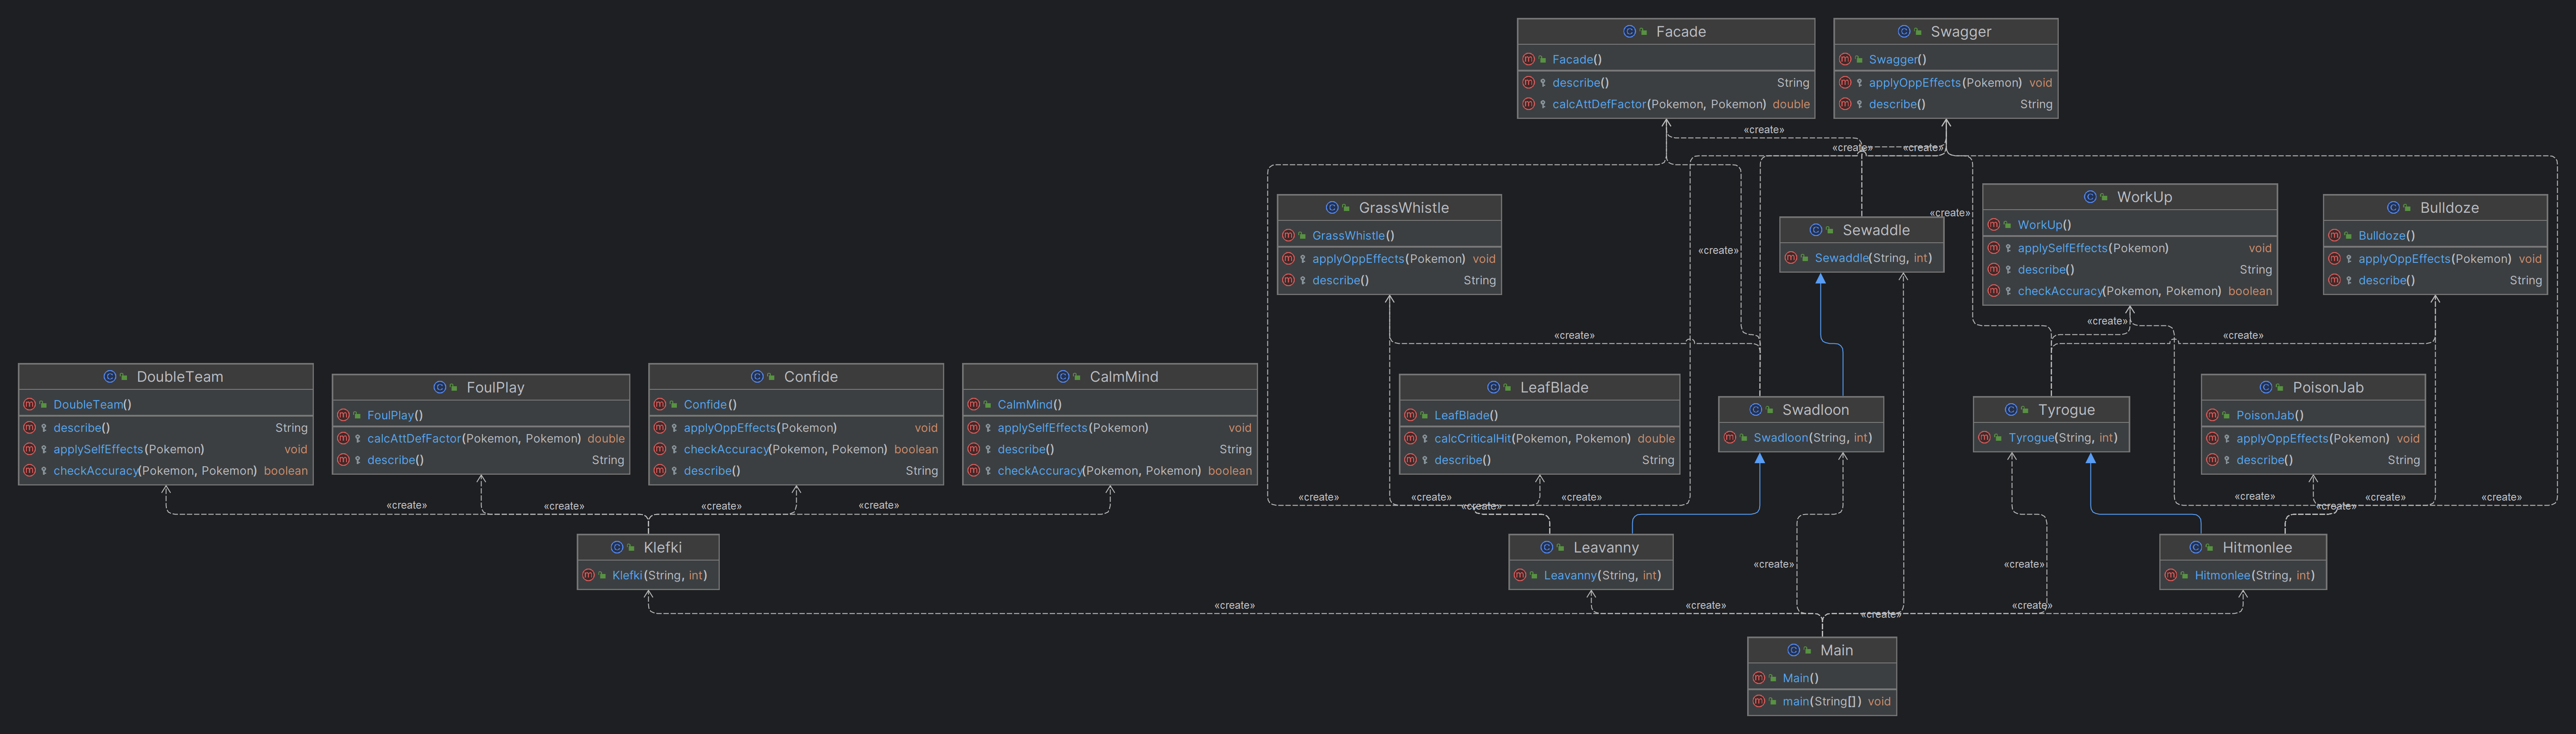 Facade
Facade()
describe() String
calcAttDefFactor(Pokemon, Pokemon) double
Swagger
Swagger()
applyOppEffects(Pokemon) void
describe() String
«create»
«create»
«create»
GrassWhistle
GrassWhistle()
applyOppEffects(Pokemon) void
describe() String
«create»
Sewaddle
Sewaddle(String, int)
«create»
WorkUp
WorkUp()
applySelfEffects(Pokemon) void
describe() String
checkAccuracy(Pokemon, Pokemon) boolean
Bulldoze
Bulldoze()
applyOppEffects(Pokemon) void
describe() String
«create»
«create»
«create»
DoubleTeam
DoubleTeam()
describe() String
applySelfEffects(Pokemon) void
checkAccuracy(Pokemon, Pokemon) boolean
FoulPlay
FoulPlay()
calcAttDefFactor(Pokemon, Pokemon) double
describe() String
Confide
Confide()
applyOppEffects(Pokemon) void
checkAccuracy(Pokemon, Pokemon) boolean
describe() String
CalmMind
CalmMind()
applySelfEffects(Pokemon) void
describe() String
checkAccuracy(Pokemon, Pokemon) boolean
LeafBlade
LeafBlade()
calcCriticalHit(Pokemon, Pokemon) double
describe() String
Swadloon
Swadloon(String, int)
Tyrogue
Tyrogue(String, int)
PoisonJab
PoisonJab()
applyOppEffects(Pokemon) void
describe() String
«create»
«create»
«create»
«create»
«create»
«create»
«create»
«create»
«create»
«create»
«create»
«create»
Klefki
Klefki(String, int)
Leavanny
Leavanny(String, int)
«create»
«create»
Hitmonlee
Hitmonlee(String, int)
«create»
«create»
«create»
«create»
Main
Main()
main(String[]) void